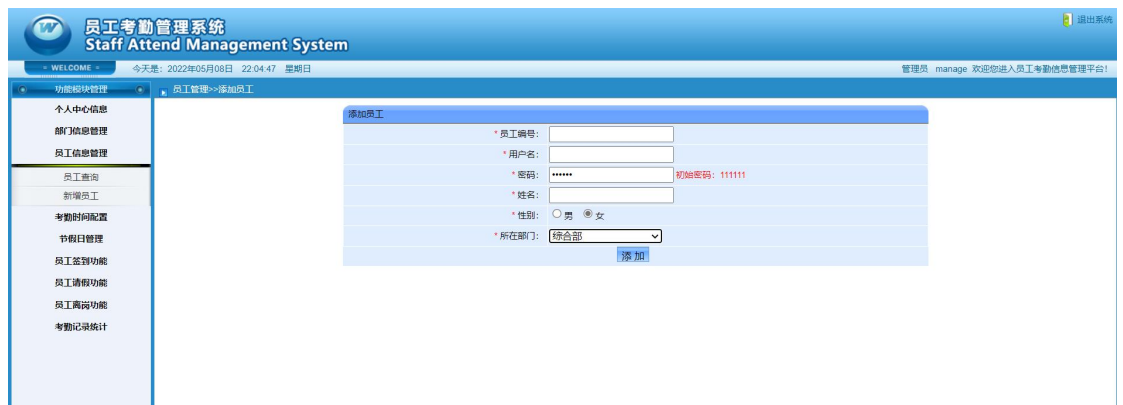 员工考勤管理系统
Staff Attend Management System
退出系统
- WELCOME -
今天是：2022年05月08日 22:04:47 星期日
管理员 manage 欢迎您进入员工考勤信息管理平台!
功能模块管理
员工管理>>添加员工
个人中心信息
部门信息管理
员工信息管理
员工查询
新增员工
考勤时间配置
节假日管理
员工签到功能
员工请假功能
员工离岗功能
考勤记录统计
添加员工
*员工编号：
*用户名：
*密码： •••••• 初始密码：111111
*姓名：
*性别： 男 女
*所在部门： 综合部
添 加